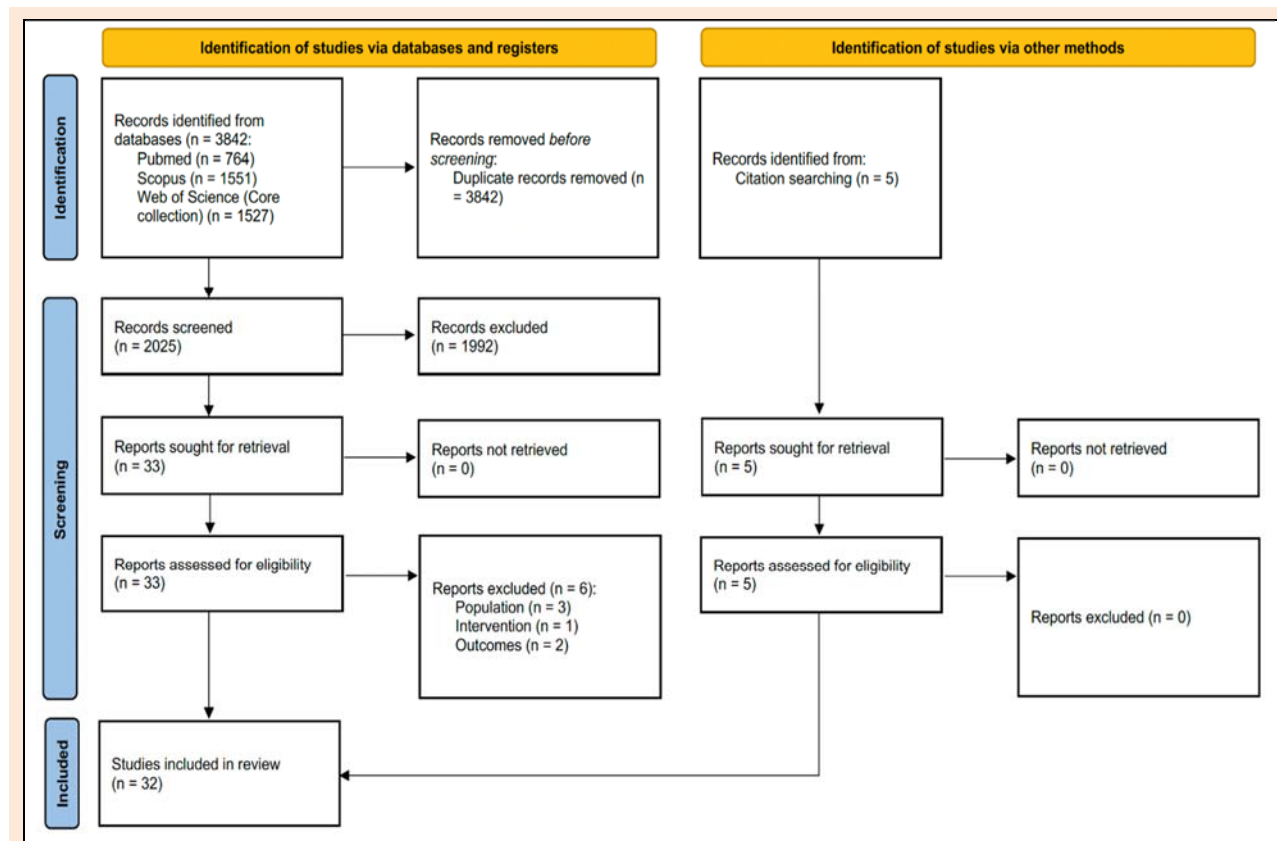 Identification of studies via databases and registers
Identification of studies via other methods
Identification
Records identified from
databases (n = 3842:
Pubmed (n = 764)
Scopus (n = 1551)
Web of Science (Core
collection) (n = 1527)
Records removed before
screening:
Duplicate records removed (n
= 3842)
Records identified from:
Citation searching (n = 5)
Screening
Records screened
(n = 2025)
Records excluded
(n = 1992)
Reports sought for retrieval
(n = 33)
Reports not retrieved
(n = 0)
Reports sought for retrieval
(n = 5)
Reports not retrieved
(n = 0)
Reports assessed for eligibility
(n = 33)
Reports excluded (n = 6):
Population (n = 3)
Intervention (n = 1)
Outcomes (n = 2)
Reports assessed for eligibility
(n = 5)
Reports excluded (n = 0)
Included
Studies included in review
(n = 32)